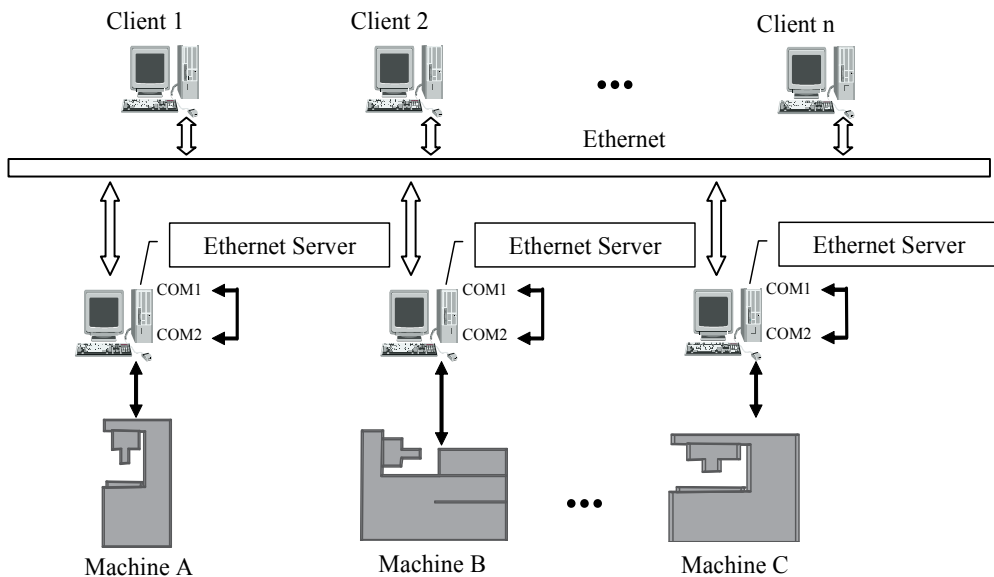 Client 1
Client 2
Client n
•••
Ethernet
Ethernet Server
Ethernet Server
Ethernet Server
COM1
COM1
COM1
COM2
COM2
COM2
•••
Machine A
Machine B
Machine C